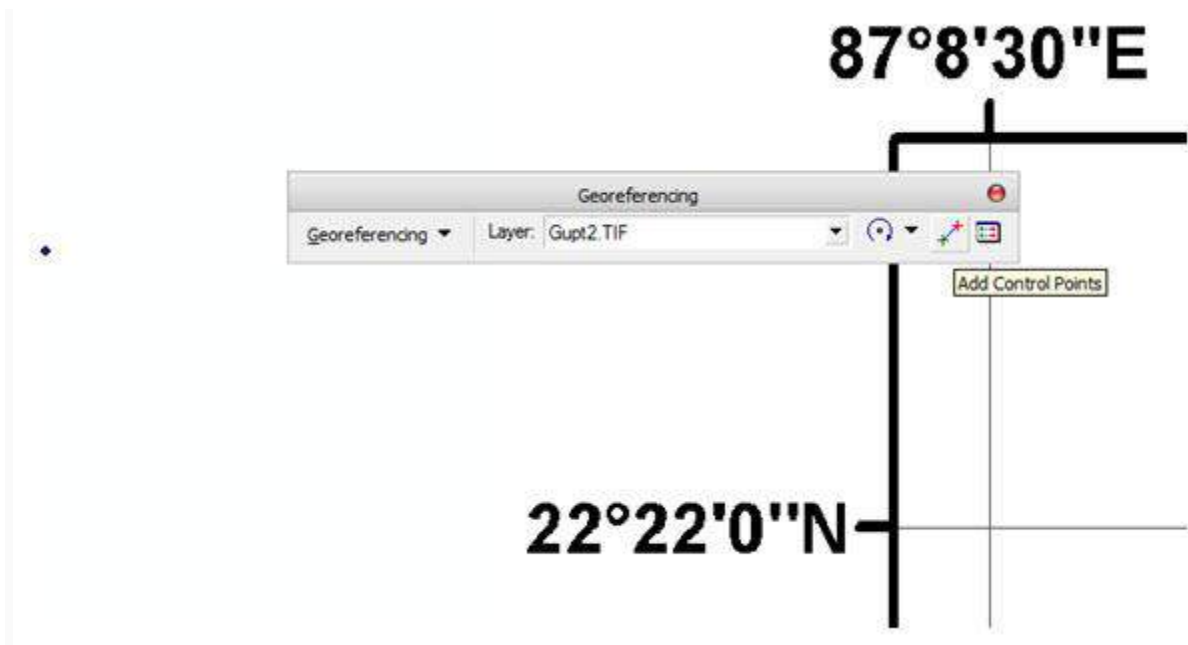 87°8'30"E
Georeferencing
Georeferencing Layer: Gupt2.TIF
Add Control Points
22°22'0"N